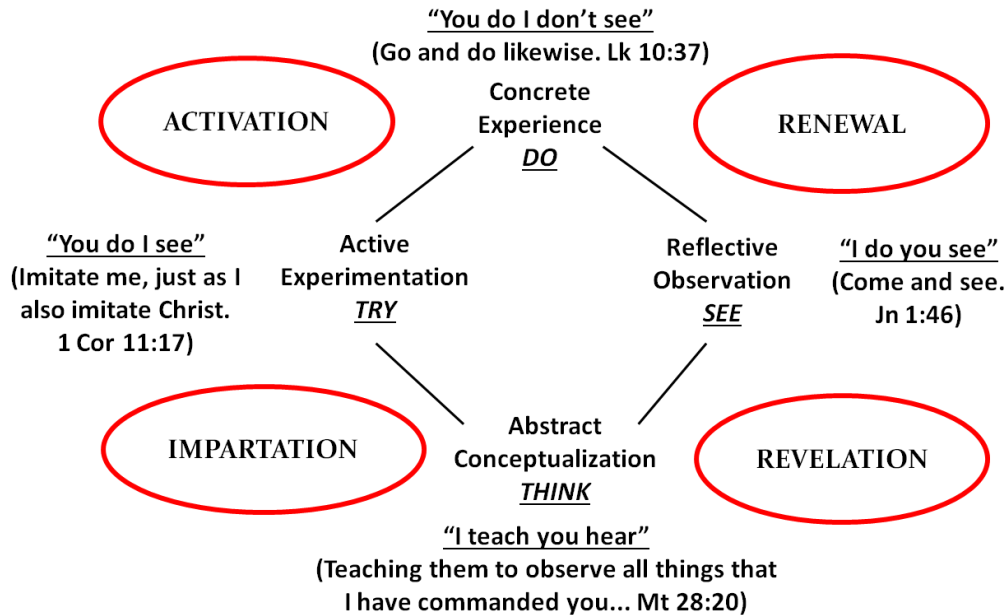 “You do I don’t see”
(Go and do likewise. Lk 10:37)
ACTIVATION
Concrete
Experience
DO
RENEWAL
“You do I see”
(Imitate me, just as I
also imitate Christ.
1 Cor 11:17)
Active
Experimentation
TRY
Reflective
Observation
SEE
“I do you see”
(Come and see.
Jn 1:46)
IMPARTATION
Abstract
Conceptualization
THINK
REVELATION
“I teach you hear”
(Teaching them to observe all things that
I have commanded you... Mt 28:20)